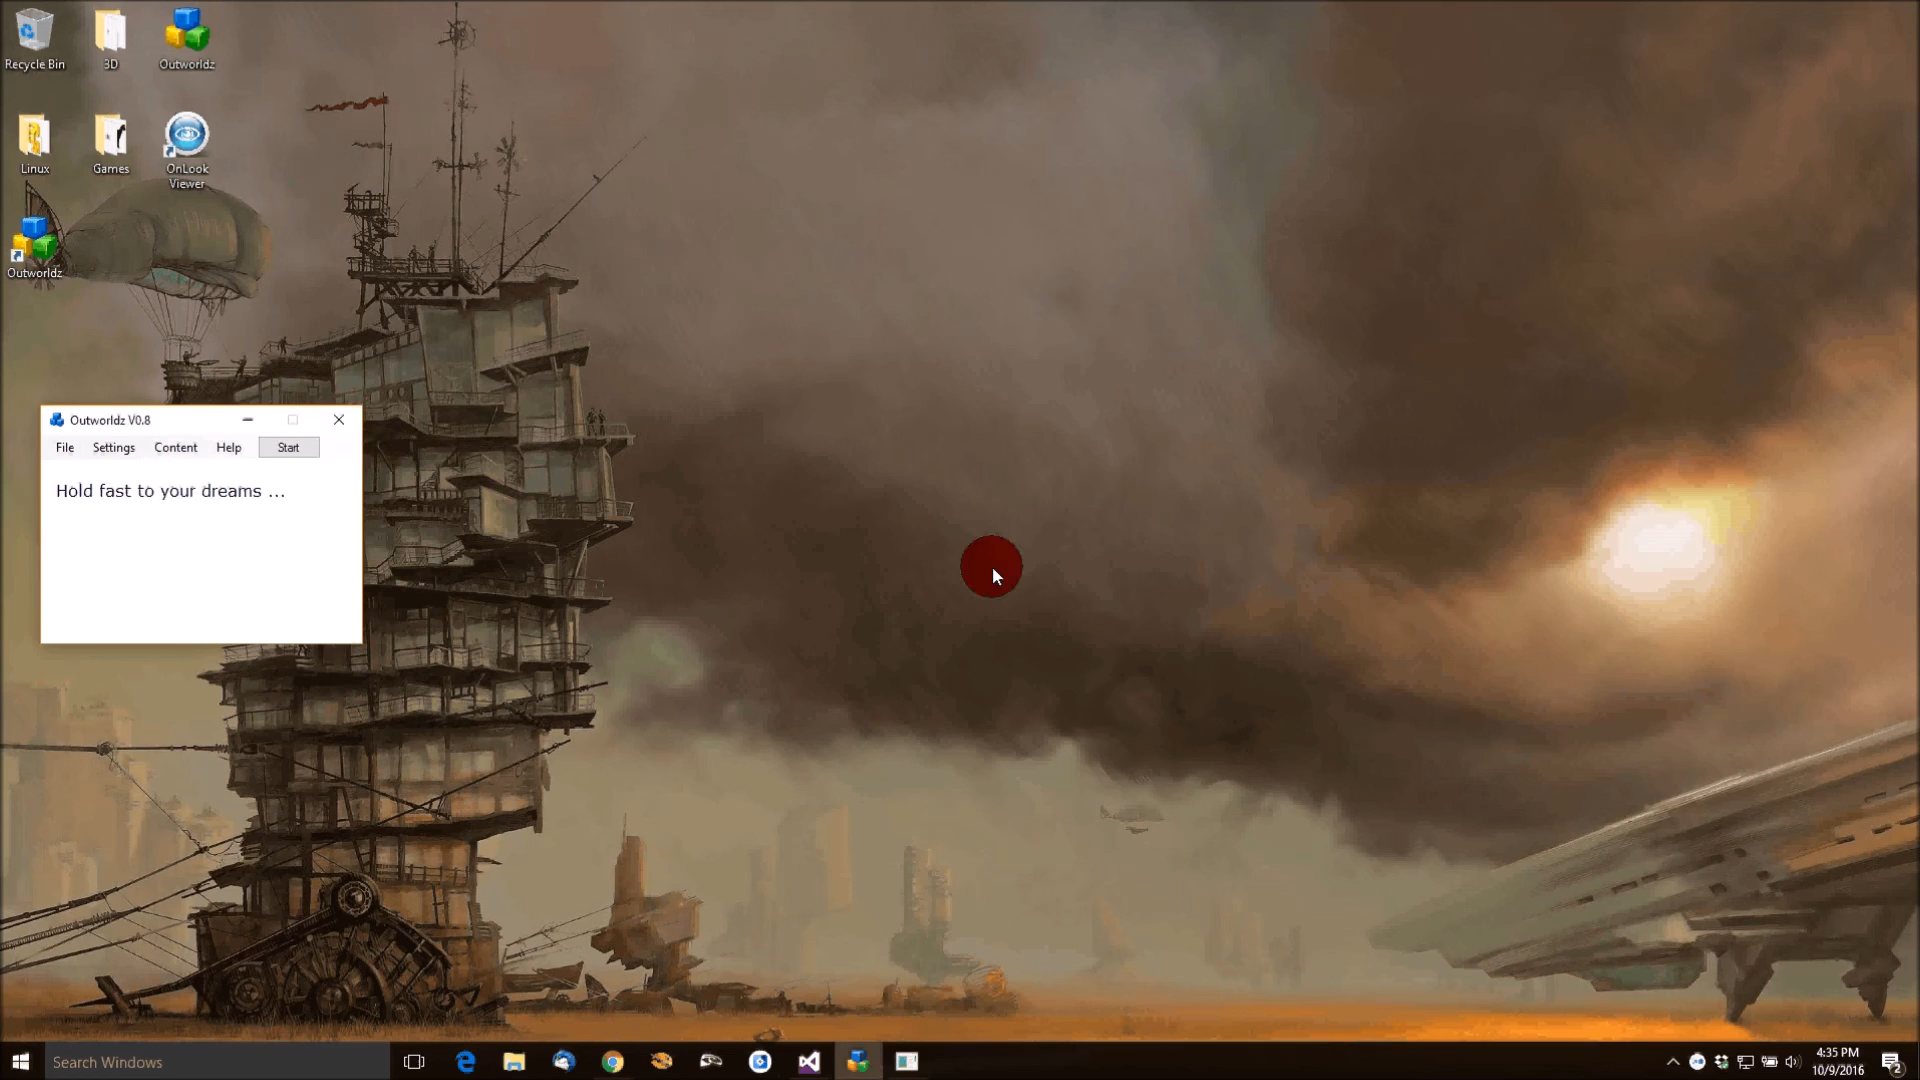 Recycle Bin
3D
Outworldz
Linux
Games
OnLook
Viewer
Outworldz
Outworldz V0.8
File Settings Content Help Start
Hold fast to your dreams ...
Search Windows
4:35 PM
10/9/2016
2